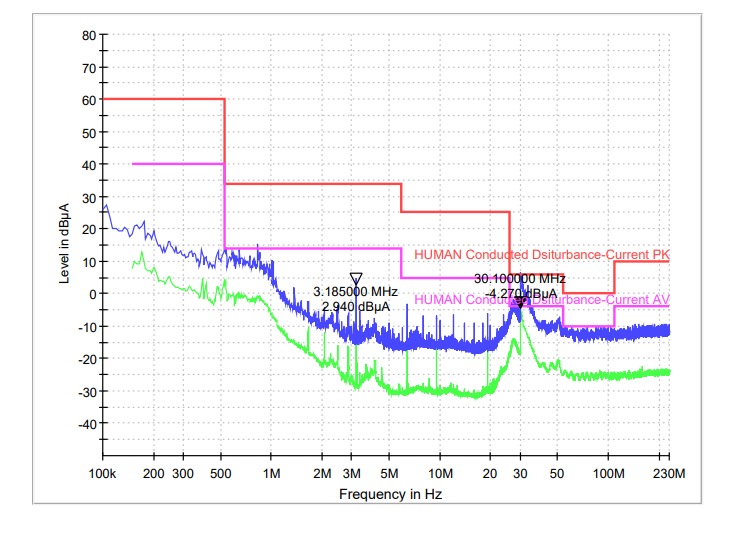 80
70
60
50
40
30
20
10
0
-10
-20
-30
-40
Level in dBµA
HUMAN Conducted Dsiturbance-Current PK
30.100000 MHz
-4.270 dBµA
3.185000 MHz
2.940 dBµA
HUMAN Conducted Dsiturbance-Current AV
100k 200 300 500 1M 2M 3M 5M 10M 20 30 50 100M 230M
Frequency in Hz